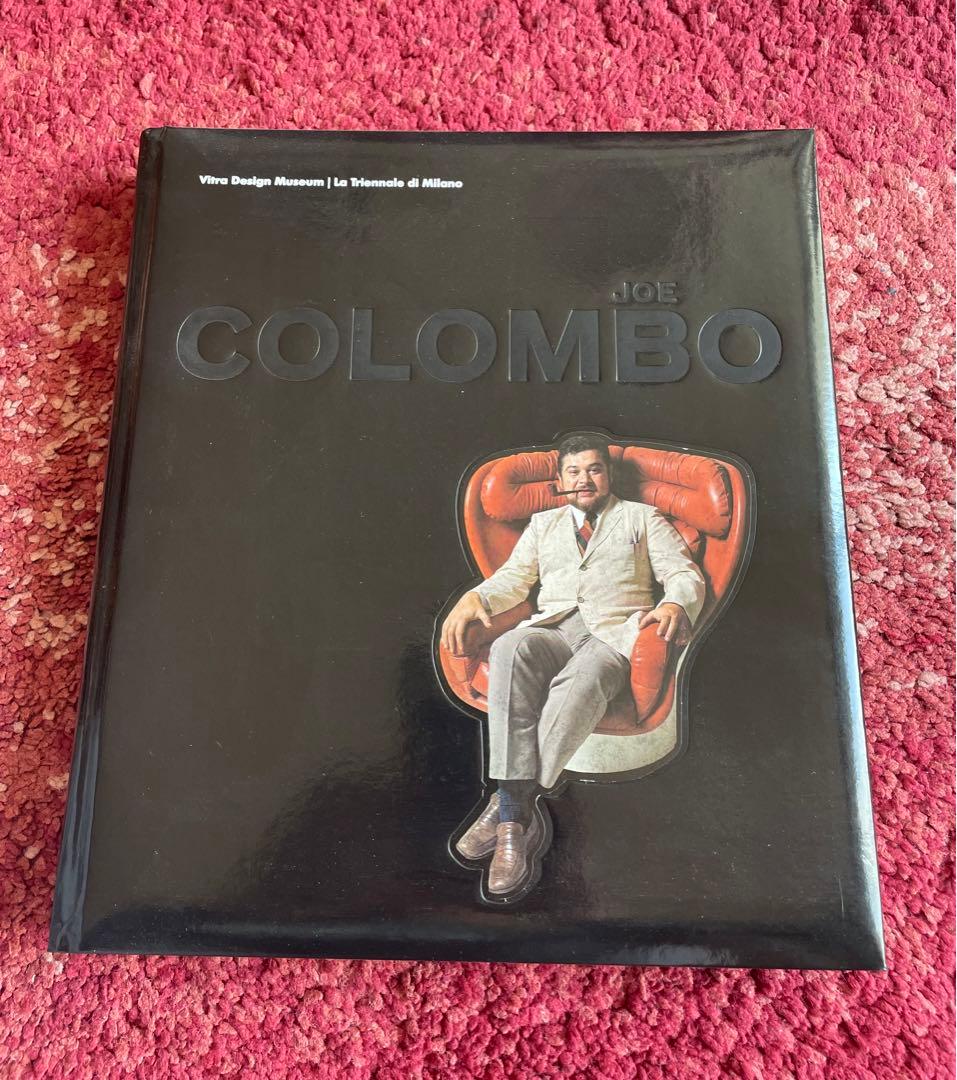 Vitra Design Museum | La Triennale di Milano
JOE
COLOMBO